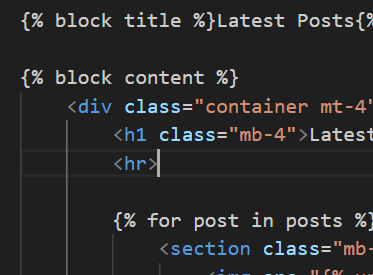 {% block title %}Latest Posts{%
{% block content %}
<div class="container mt-4"
<h1 class="mb-4">Latest
<hr>
{% for post in posts %}
<section class="mb-